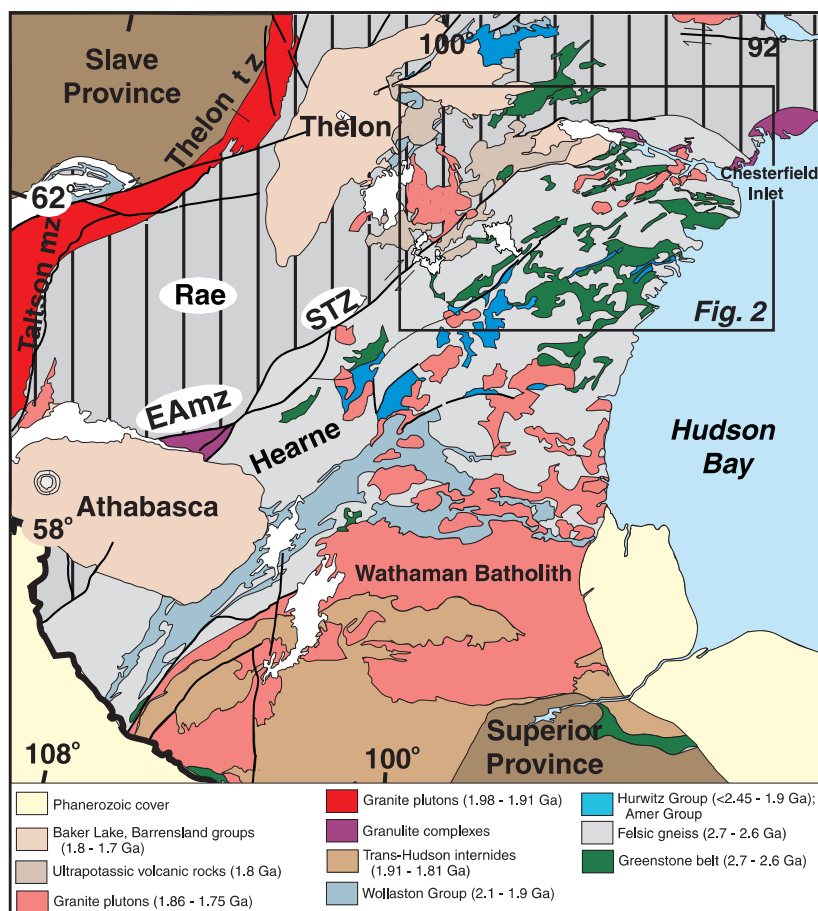 100°
92°
Slave
Province
Thelon tz
Thelon
Chesterfield
Inlet
62°
Taltson mz
Rae
STZ
Fig. 2
EAmz
Hearne
Hudson
Bay
Athabasca
58°
Wathaman Batholith
Superior
Province
108°
100°
Phanerozoic cover
Baker Lake, Barrensland groups
(1.8 - 1.7 Ga)
Ultrapotassic volcanic rocks (1.8 Ga)
Granite plutons (1.86 - 1.75 Ga)
Granite plutons (1.98 - 1.91 Ga)
Granulite complexes
Trans-Hudson internides
(1.91 - 1.81 Ga)
Wollaston Group (2.1 - 1.9 Ga)
Hurwitz Group (<2.45 - 1.9 Ga);
Amer Group
Felsic gneiss (2.7 - 2.6 Ga)
Greenstone belt (2.7 - 2.6 Ga)